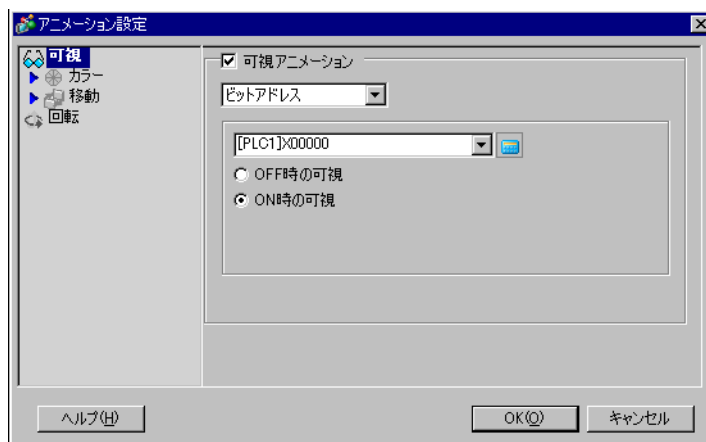 アニメーション設定
可視
カラー
移動
回転
可視アニメーション
ビットアドレス
[PLC1]X00000
OFF時の可視
ON時の可視
ヘルプ(H)
OK(O)
キャンセル